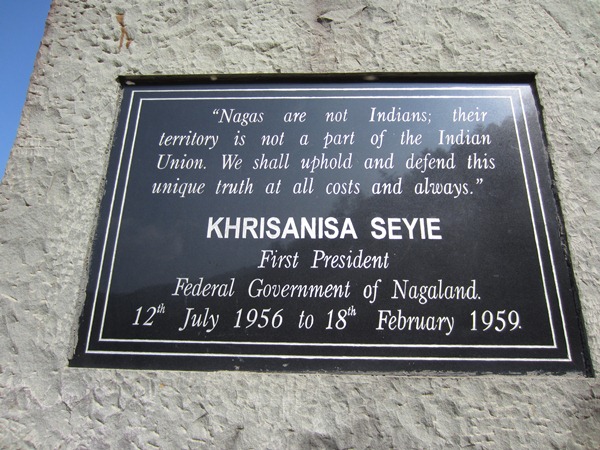 “Nagas are not Indians; their
territory is not a part of the Indian
Union. We shall uphold and defend this
unique truth at all costs and always.”
KHRISANISA SEYIE
First President
Federal Government of Nagaland.
12th July 1956 to 18th February 1959.